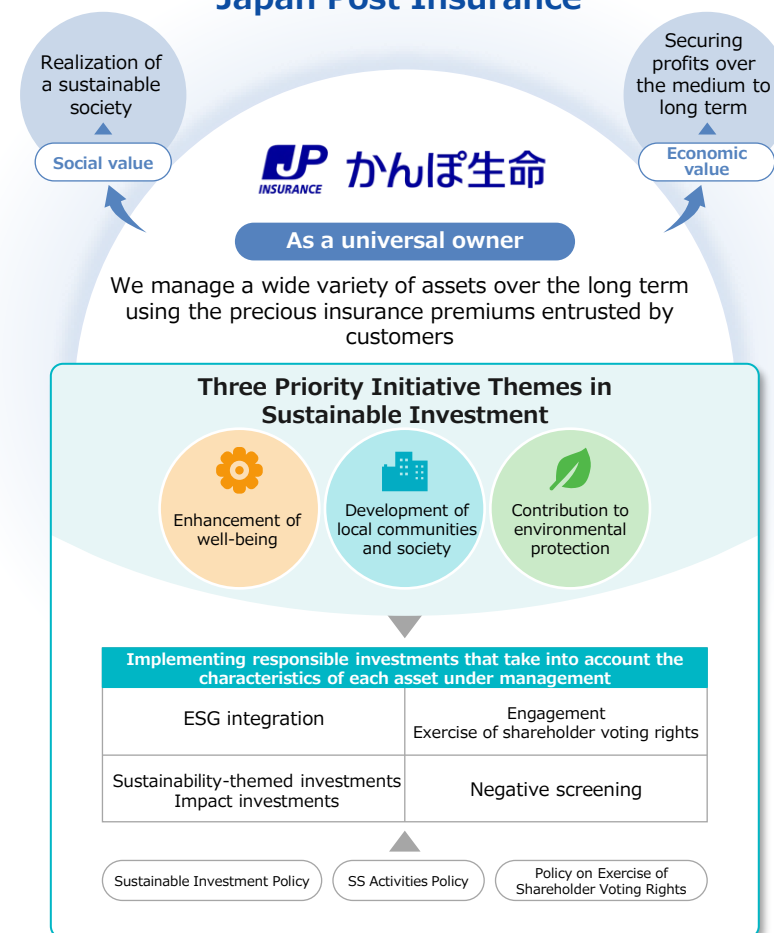 Japan Post Insurance
Realization of
a sustainable
society
Social value
Securing
profits over
the medium to
long term
Economic
value
JP
INSURANCE
かんぽ生命
As a universal owner
We manage a wide variety of assets over the long term
using the precious insurance premiums entrusted by
customers
Three Priority Initiative Themes in
Sustainable Investment
Enhancement of
well-being
Development of
local communities
and society
Contribution to
environmental
protection
Implementing responsible investments that take into account the
characteristics of each asset under management
ESG integration
Engagement
Exercise of shareholder voting rights
Sustainability-themed investments
Impact investments
Negative screening
Sustainable Investment Policy
SS Activities Policy
Policy on Exercise of
Shareholder Voting Rights